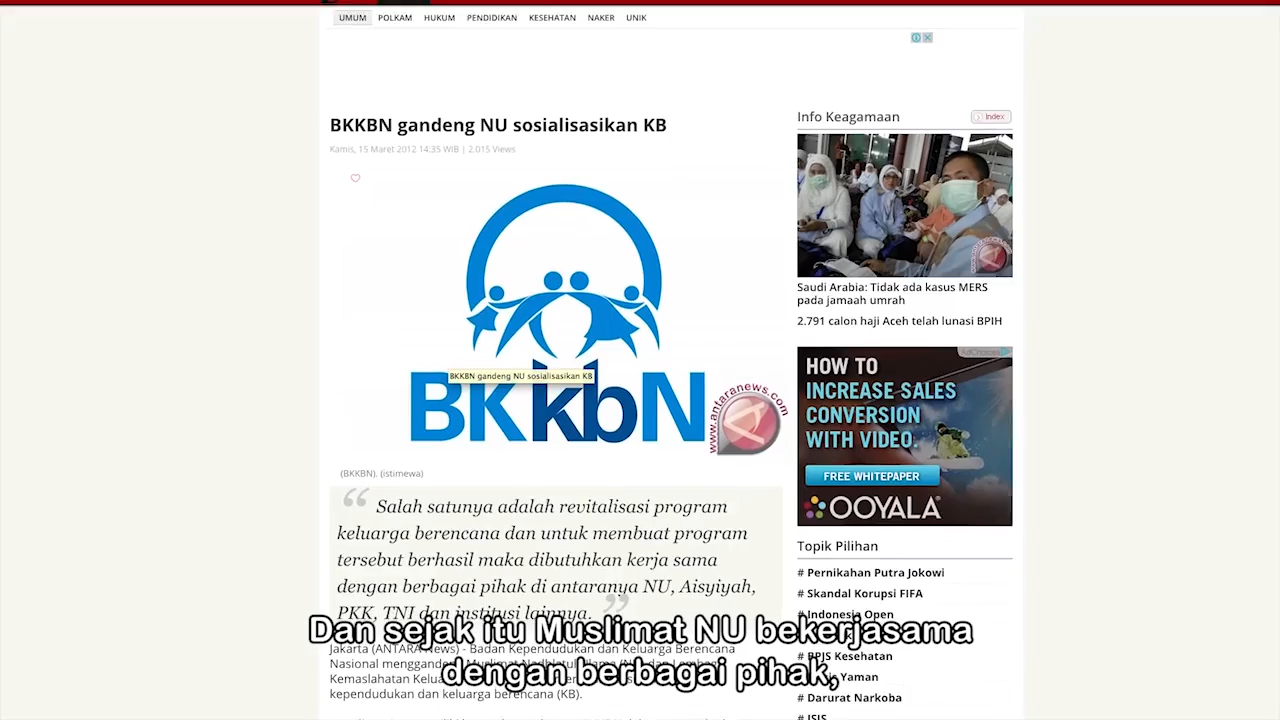 UMUM POLKAM HUKUM PENDIDIKAN KESEHATAN NAKER UNIK
BKKBN gandeng NU sosialisasikan KB
Kamis, 15 Maret 2012 14:35 WIB | 2.015 Views
BKKBN gandeng NU sosialisasikan KB
BKkbN
www.antaranews.com
(BKKBN). (istimewa)
“ Salah satunya adalah revitalisasi program
keluarga berencana dan untuk membuat program
tersebut berhasil maka dibutuhkan kerja sama
dengan berbagai pihak di antaranya NU, Aisyiyah,
PKK, TNI dan institusi lainnya. ”
Jakarta (ANTARA News) - Badan Kependudukan dan Keluarga Berencana
Nasional
Kemaslahatan
kependudukan dan keluarga berencana (KB).
Info Keagamaan
Index
Saudi Arabia: Tidak ada kasus MERS
pada jamaah umrah
2.791 calon haji Aceh telah lunasi BPIH
AdChoices
HOW TO
INCREASE SALES
CONVERSION
WITH VIDEO.
FREE WHITEPAPER
OOYALA
Topik Pilihan
# Pernikahan Putra Jokowi
# Skandal Korupsi FIFA
# Indonesia Open
BPJS Kesehatan
Yaman
# Darurat Narkoba
# ISIS
Dan sejak itu Muslimat NU bekerjasama
dengan berbagai pihak,